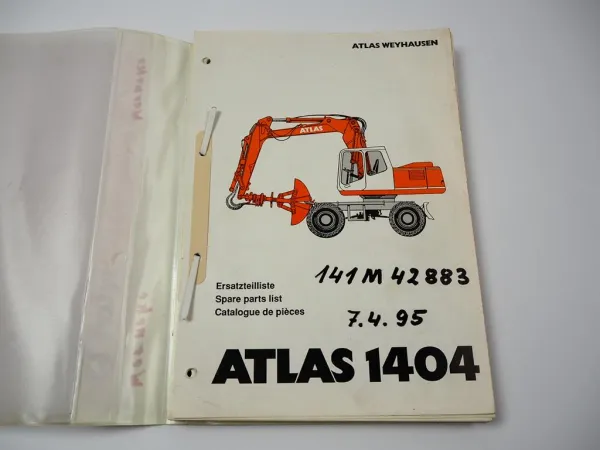 ATLAS WEYHAUSEN
ATLAS
Ersatzteilliste
Spare parts list
Catalogue de pièces
141 M 42883
7.4.95
ATLAS 1404